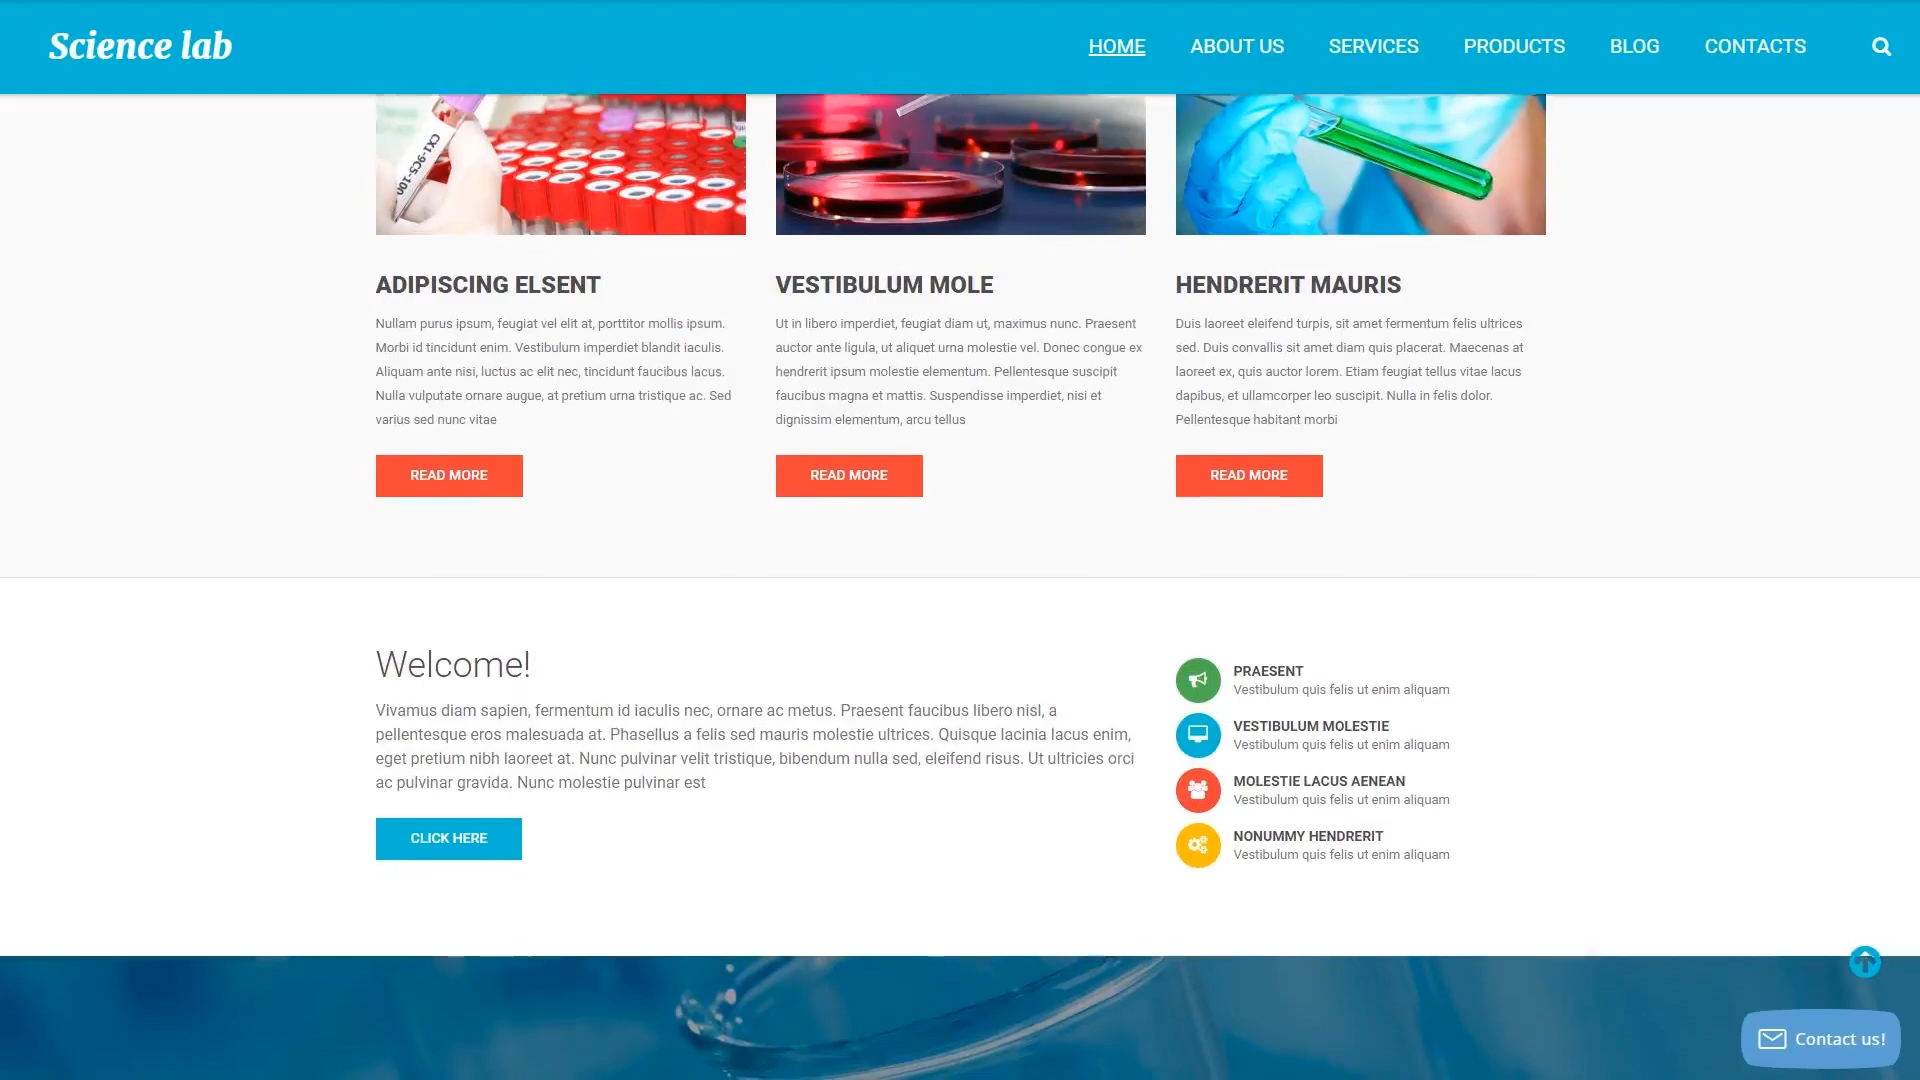 Science lab
HOME
ABOUT US
SERVICES
PRODUCTS
BLOG
CONTACTS
CX1-9C5-100
ADIPISCING ELSENT
Nullam purus ipsum, feugiat vel elit at, porttitor mollis ipsum.
Morbi id tincidunt enim. Vestibulum imperdiet blandit iaculis.
Aliquam ante nisi, luctus ac elit nec, tincidunt faucibus lacus.
Nulla vulputate ornare augue, at pretium urna tristique ac. Sed
varius sed nunc vitae
READ MORE
VESTIBULUM MOLE
Ut in libero imperdiet, feugiat diam ut, maximus nunc. Praesent
auctor ante ligula, ut aliquet urna molestie vel. Donec congue ex
hendrerit ipsum molestie elementum. Pellentesque suscipit
faucibus magna et mattis. Suspendisse imperdiet, nisi et
dignissim elementum, arcu tellus
READ MORE
HENDRERIT MAURIS
Duis laoreet eleifend turpis, sit amet fermentum felis ultrices
sed. Duis convallis sit amet diam quis placerat. Maecenas at
laoreet ex, quis auctor lorem. Etiam feugiat tellus vitae lacus
dapibus, et ullamcorper leo suscipit. Nulla in felis dolor.
Pellentesque habitant morbi
READ MORE
Welcome!
Vivamus diam sapien, fermentum id iaculis nec, ornare ac metus. Praesent faucibus libero nisl, a
pellentesque eros malesuada at. Phasellus a felis sed mauris molestie ultrices. Quisque lacinia lacus enim,
eget pretium nibh laoreet at. Nunc pulvinar velit tristique, bibendum nulla sed, eleifend risus. Ut ultricies orci
ac pulvinar gravida. Nunc molestie pulvinar est
CLICK HERE
PRAESENT
Vestibulum quis felis ut enim aliquam
VESTIBULUM MOLESTIE
Vestibulum quis felis ut enim aliquam
MOLESTIE LACUS AENEAN
Vestibulum quis felis ut enim aliquam
NONUMMY HENDRERIT
Vestibulum quis felis ut enim aliquam
Contact us!